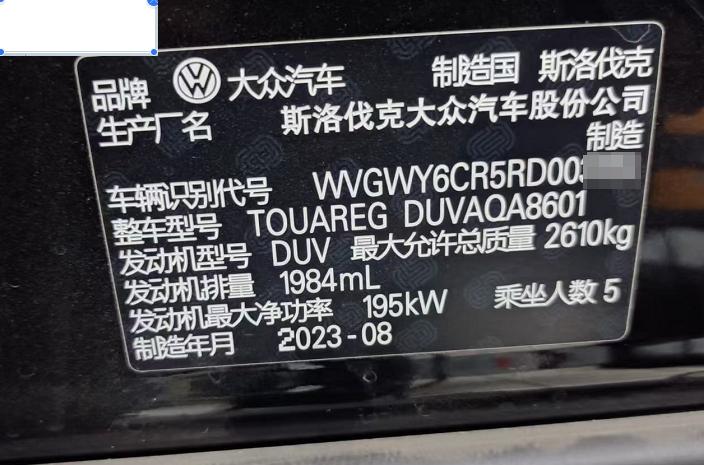 品牌 大众汽车 制造国 斯洛伐克
生产厂名 斯洛伐克大众汽车股份公司
制造
车辆识别代号 WVGWY6CR5RD003
整车型号 TOUAREG DUVAQA8601
发动机型号 DUV 最大允许总质量 2610kg
发动机排量 1984mL
发动机最大净功率 195kW 乘坐人数 5
制造年月 2023-08